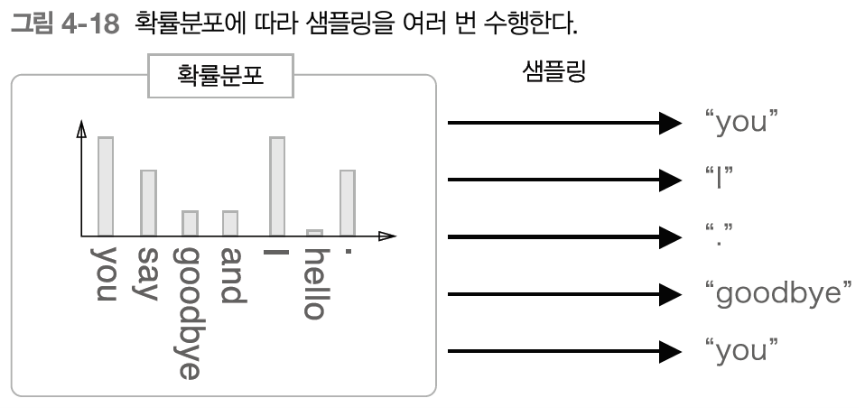 그림 4-18 확률분포에 따라 샘플링을 여러 번 수행한다.
확률분포
샘플링
you
say
goodbye
and
I
hello
.
“you”
“I”
“.”
“goodbye”
“you”